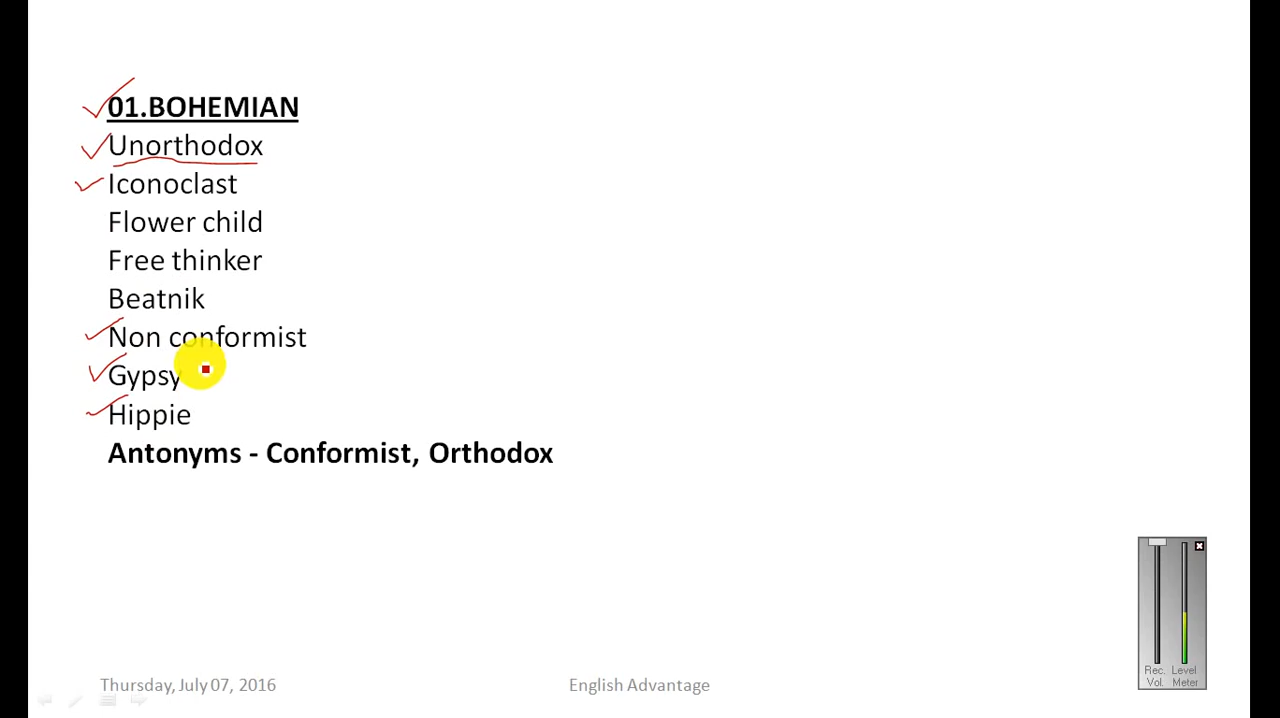 01.BOHEMIAN
Unorthodox
Iconoclast
Flower child
Free thinker
Beatnik
Non conformist
Gypsy
Hippie
Antonyms - Conformist, Orthodox
Rec. Level
Vol. Meter
Thursday, July 07, 2016 English Advantage